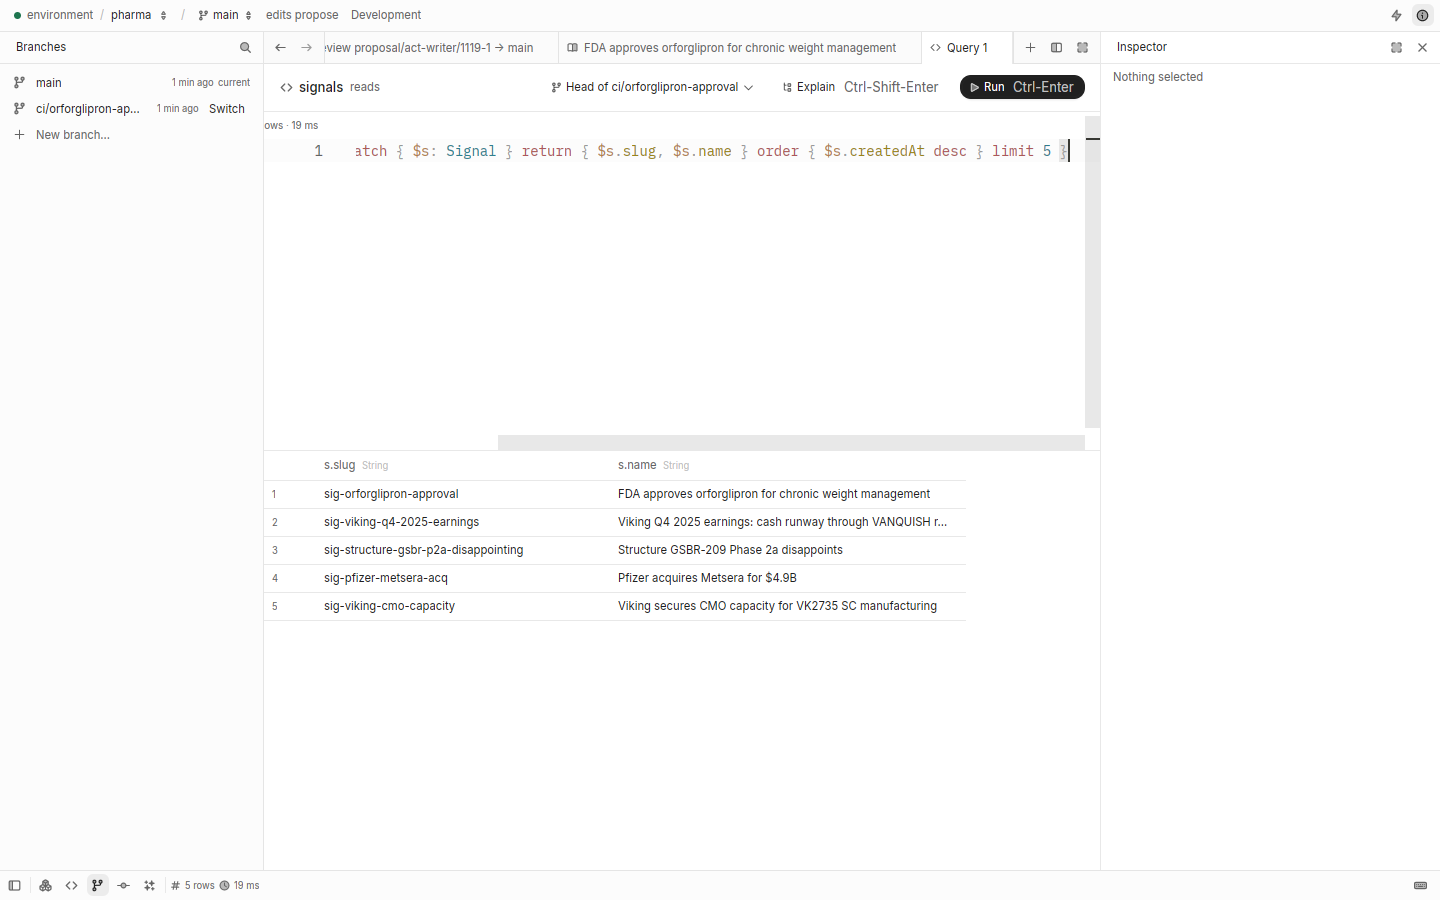 environment / pharma / main edits propose Development
Branches
eview proposal/act-writer/1119-1 → main
FDA approves orforglipron for chronic weight management
Query 1
Inspector
main 1 min ago current
ci/orforglipron-ap... 1 min ago Switch
New branch...
signals reads
Head of ci/orforglipron-approval
Explain Ctrl-Shift-Enter
Run Ctrl-Enter
Nothing selected
ows · 19 ms
1 atch { $s: Signal } return { $s.slug, $s.name } order { $s.createdAt desc } limit 5 }
s.slug String s.name String
1 sig-orforglipron-approval FDA approves orforglipron for chronic weight management
2 sig-viking-q4-2025-earnings Viking Q4 2025 earnings: cash runway through VANQUISH r...
3 sig-structure-gsbr-p2a-disappointing Structure GSBR-209 Phase 2a disappoints
4 sig-pfizer-metsera-acq Pfizer acquires Metsera for $4.9B
5 sig-viking-cmo-capacity Viking secures CMO capacity for VK2735 SC manufacturing
5 rows 19 ms